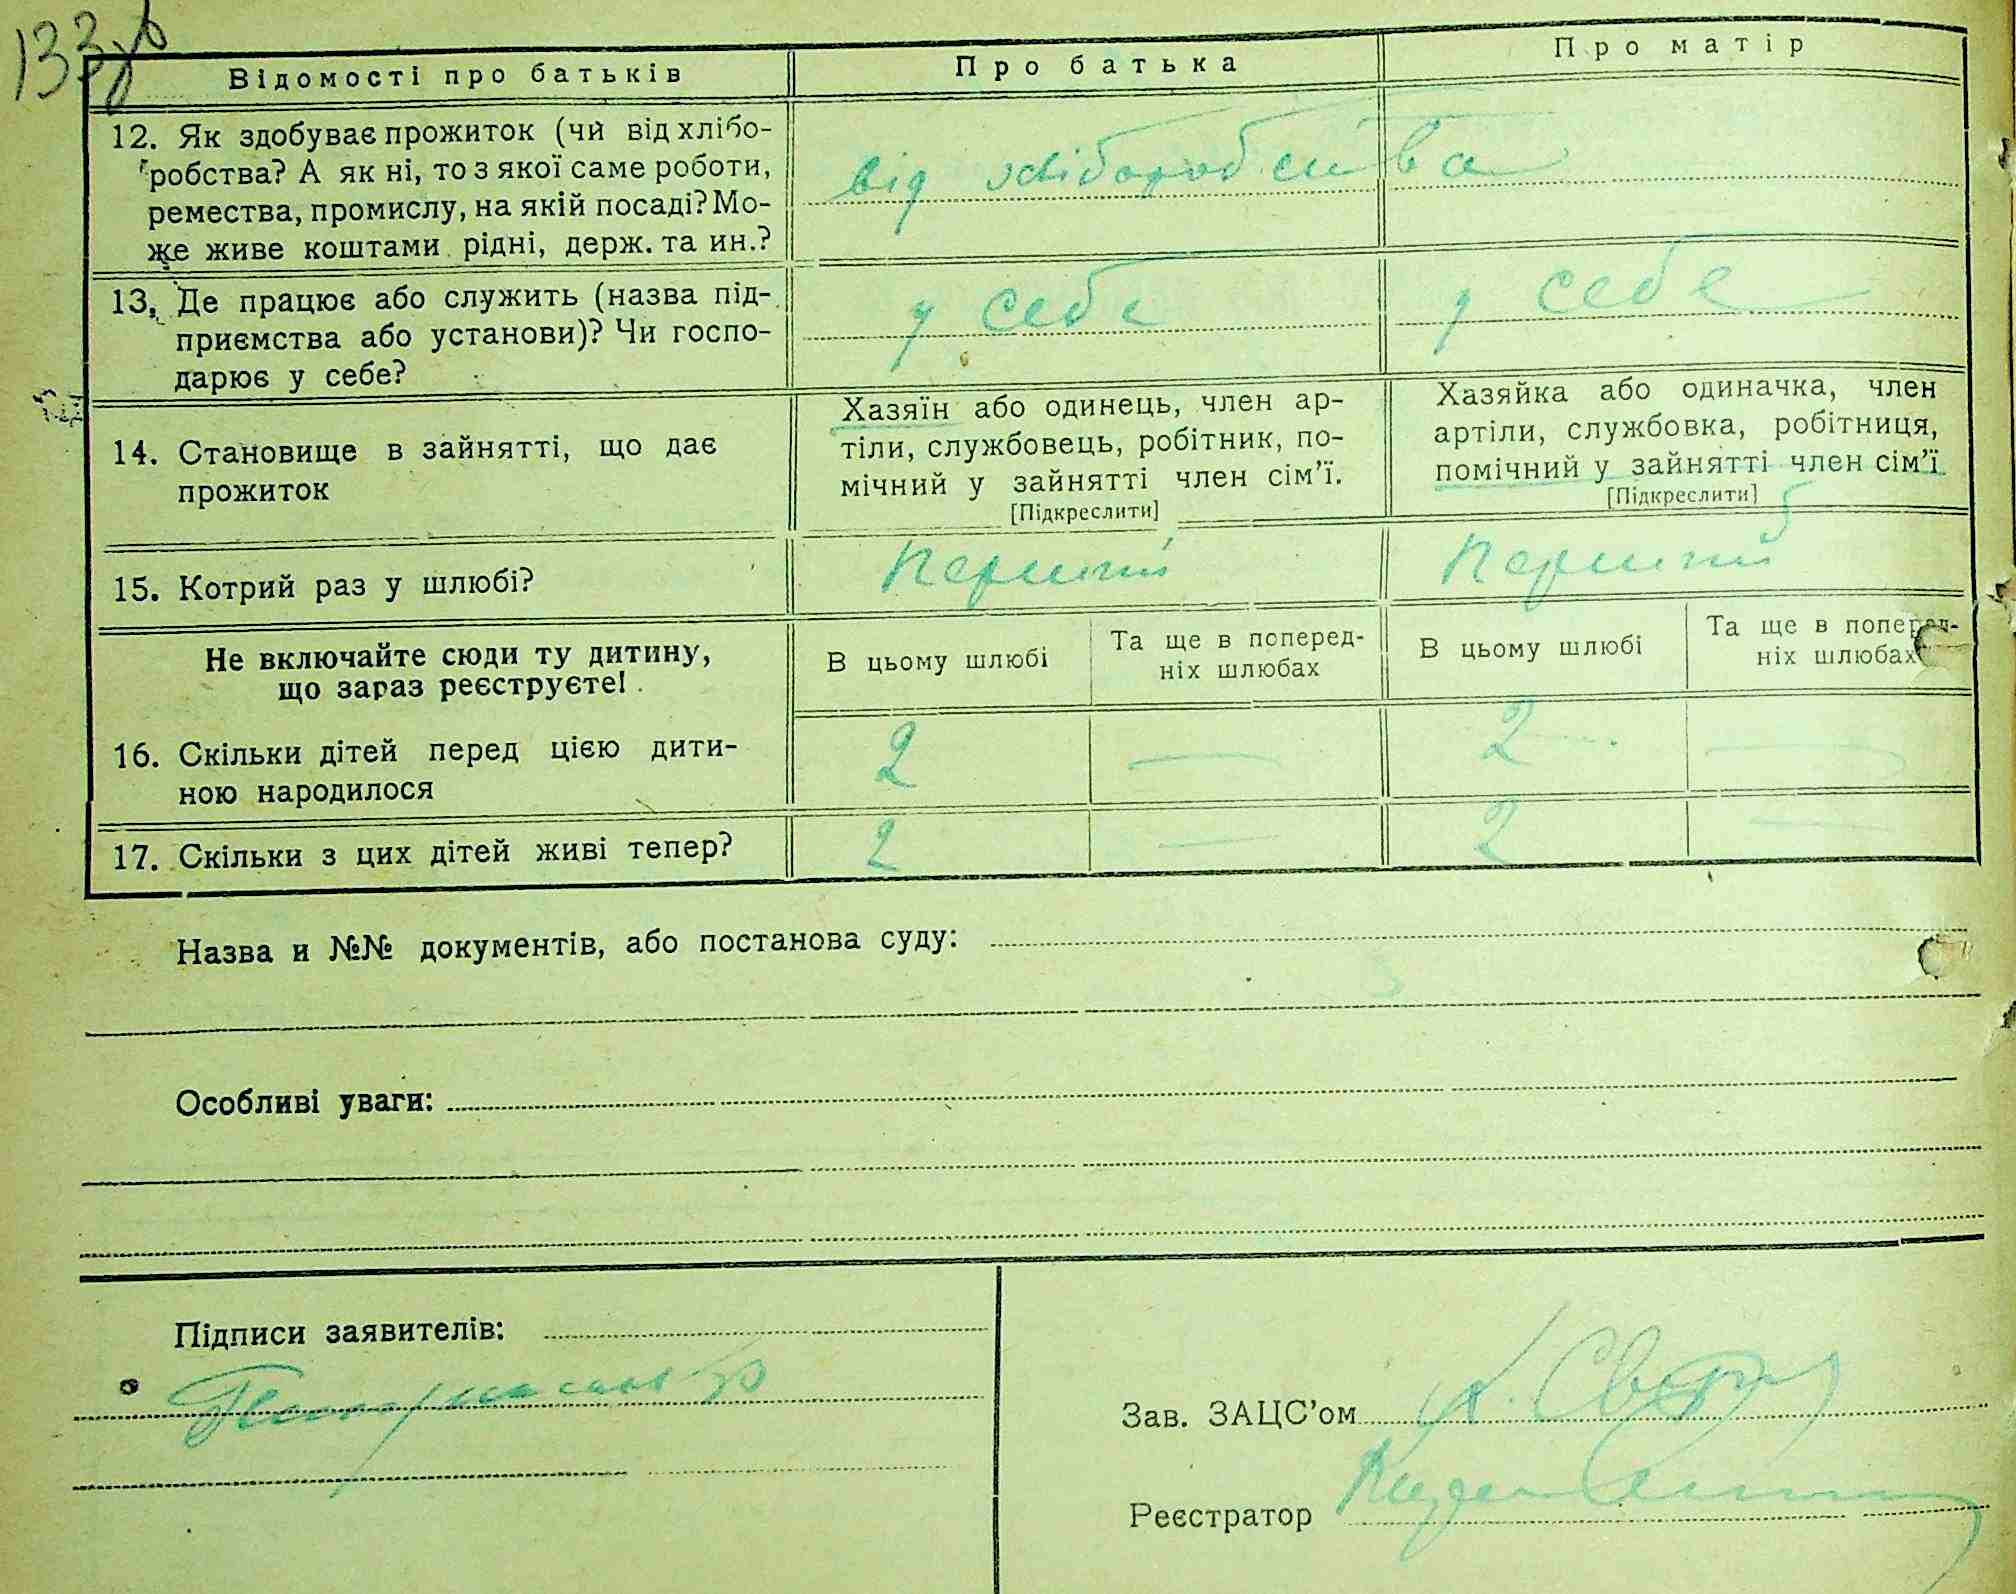 133зв
Відомості про батьків
Про батька
Про матір
12. Як здобуває прожиток (чи від хлібо-
робства? А як ні, то з якої саме роботи,
ремества, промислу, на якій посаді? Мо-
же живе коштами рідні, держ. та ин.?
від хліборобства
13. Де працює або служить (назва під-
приємства або установи)? Чи госпо-
дарює у себе?
у себе
у себе
14. Становище в зайнятті, що дає
прожиток
Хазяїн або одинець, член ар-
тіли, службовець, робітник, по-
мічний у зайнятті член сім'ї.
[Підкреслити]
Хазяйка або одиначка, член
артіли, службовка, робітниця,
помічний у зайнятті член сім'ї.
[Підкреслити]
15. Котрий раз у шлюбі?
Перший
Перший
Не включайте сюди ту дитину,
що зараз реєструєте!
В цьому шлюбі
Та ще в поперед-
ніх шлюбах
В цьому шлюбі
Та ще в поперед-
ніх шлюбах
16. Скільки дітей перед цією дити-
ною народилося
2 — 2 —
17. Скільки з цих дітей живі тепер?
2 — 2 —
Назва и №№ документів, або постанова суду:
Особливі уваги:
Підписи заявителів:
Зав. ЗАЦС'ом
Реєстратор